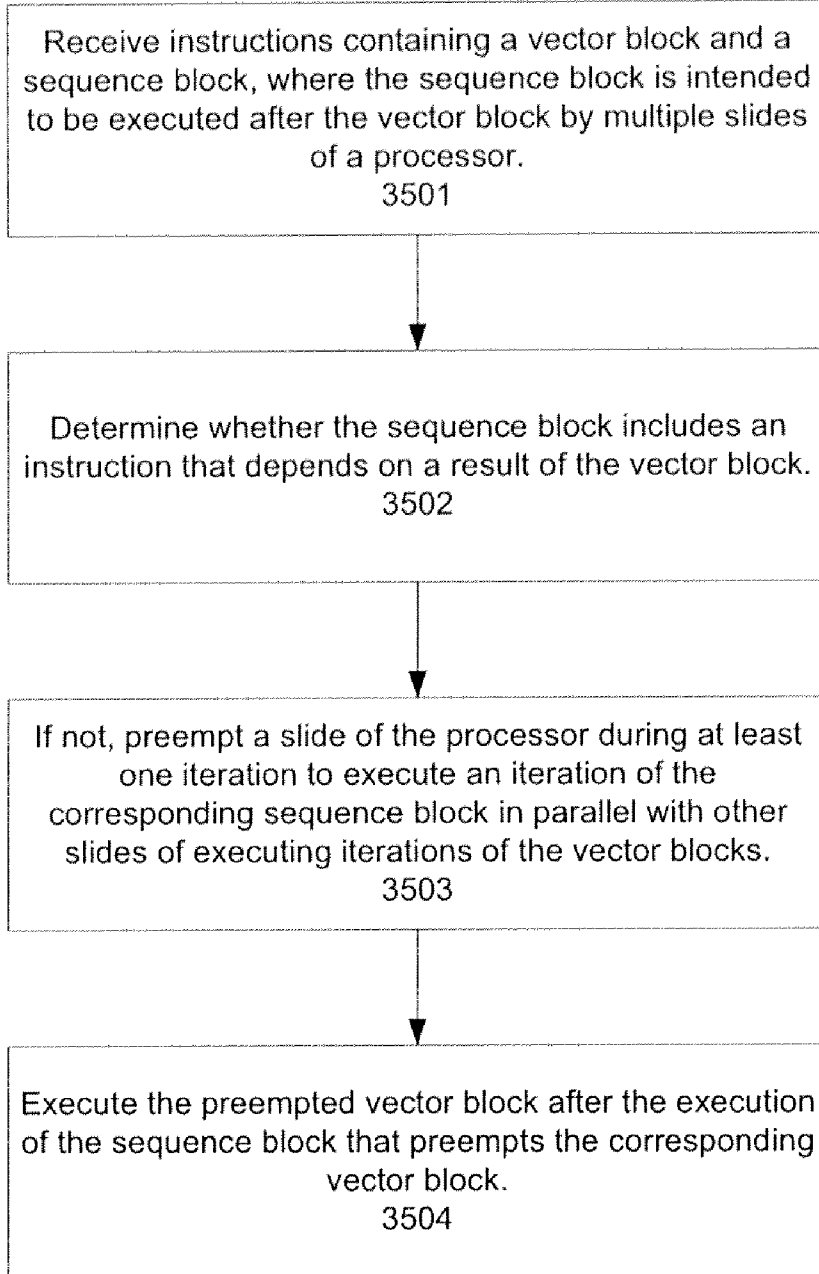 Receive instructions containing a vector block and a
sequence block, where the sequence block is intended
to be executed after the vector block by multiple slides
of a processor.
3501
Determine whether the sequence block includes an
instruction that depends on a result of the vector block.
3502
If not, preempt a slide of the processor during at least
one iteration to execute an iteration of the
corresponding sequence block in parallel with other
slides of executing iterations of the vector blocks.
3503
Execute the preempted vector block after the execution
of the sequence block that preempts the corresponding
vector block.
3504